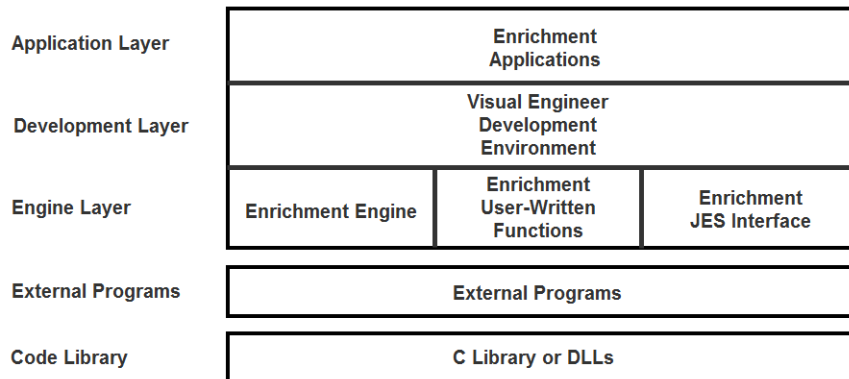 Application Layer
Enrichment
Applications
Development Layer
Visual Engineer
Development
Environment
Engine Layer
Enrichment Engine
Enrichment
User-Written
Functions
Enrichment
JES Interface
External Programs
External Programs
Code Library
C Library or DLLs